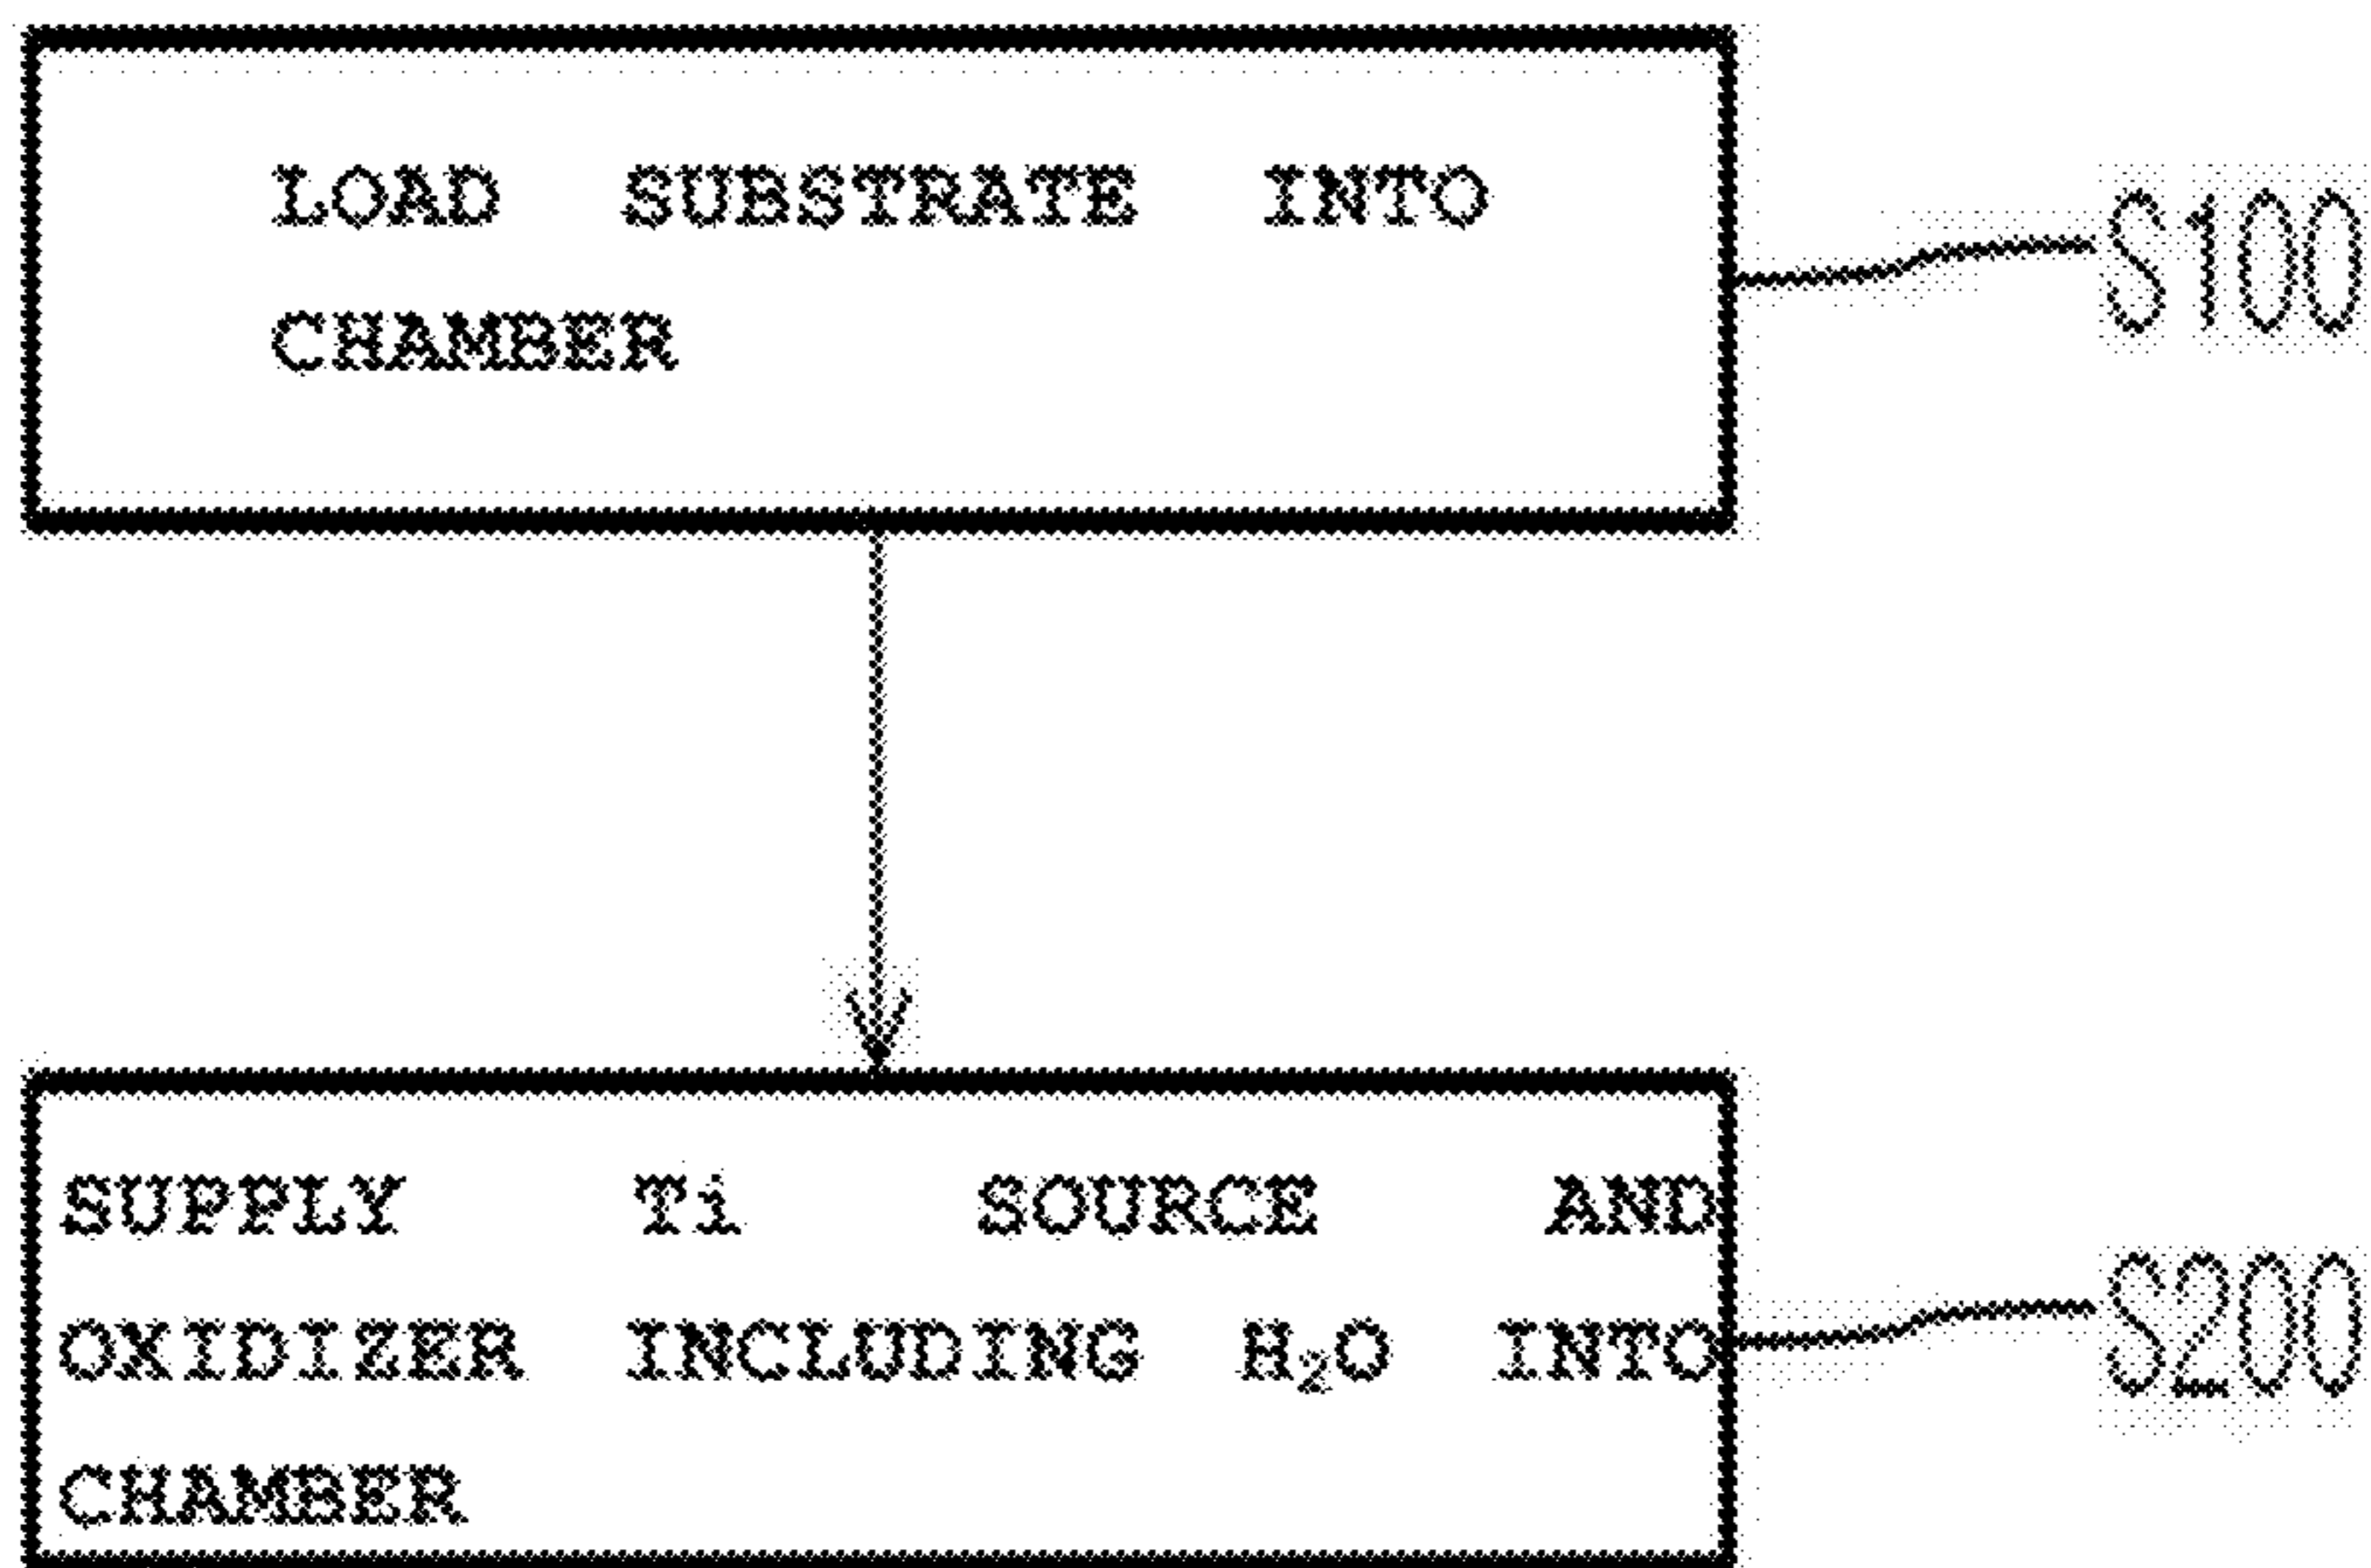 LOAD SUBSTRATE INTO
CHAMBER
S100
SUPPLY Ti SOURCE AND
OXIDIZER INCLUDING H₂O INTO
CHAMBER
S200